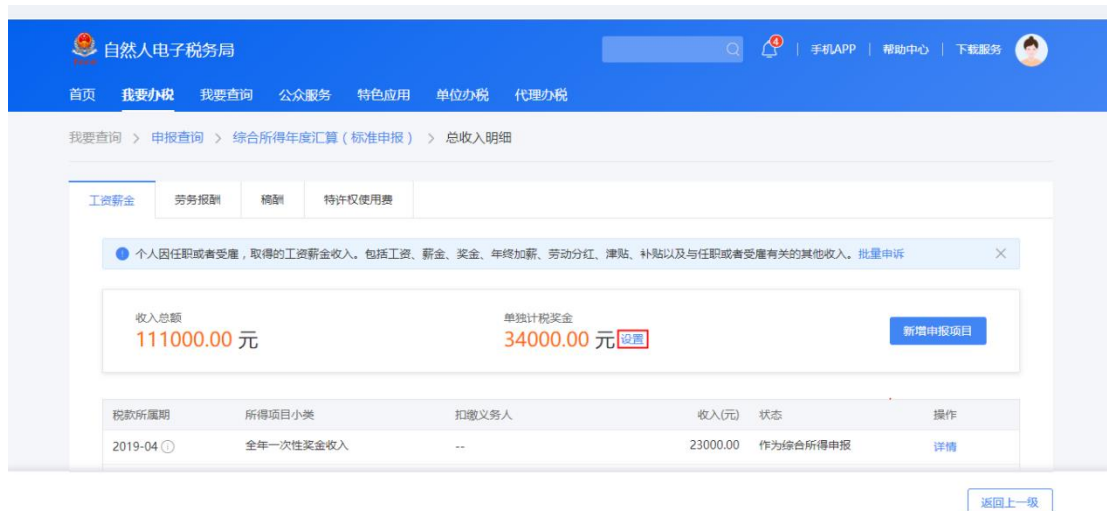 自然人电子税务局
4
手机APP | 帮助中心 | 下载服务
首页 我要办税 我要查询 公众服务 特色应用 单位办税 代理办税
我要查询 > 申报查询 > 综合所得年度汇算(标准申报) > 总收入明细
工资薪金 劳务报酬 稿酬 特许权使用费
个人因任职或者受雇,取得的工资薪金收入。包括工资、薪金、奖金、年终加薪、劳动分红、津贴、补贴以及与任职或者受雇有关的其他收入。批量申诉
收入总额 单独计税奖金
111000.00 元 34000.00 元 设置 新增申报项目
税款所属期 所得项目小类 扣缴义务人 收入(元) 状态 操作
2019-04 全年一次性奖金收入 -- 23000.00 作为综合所得申报 详情
返回上一级